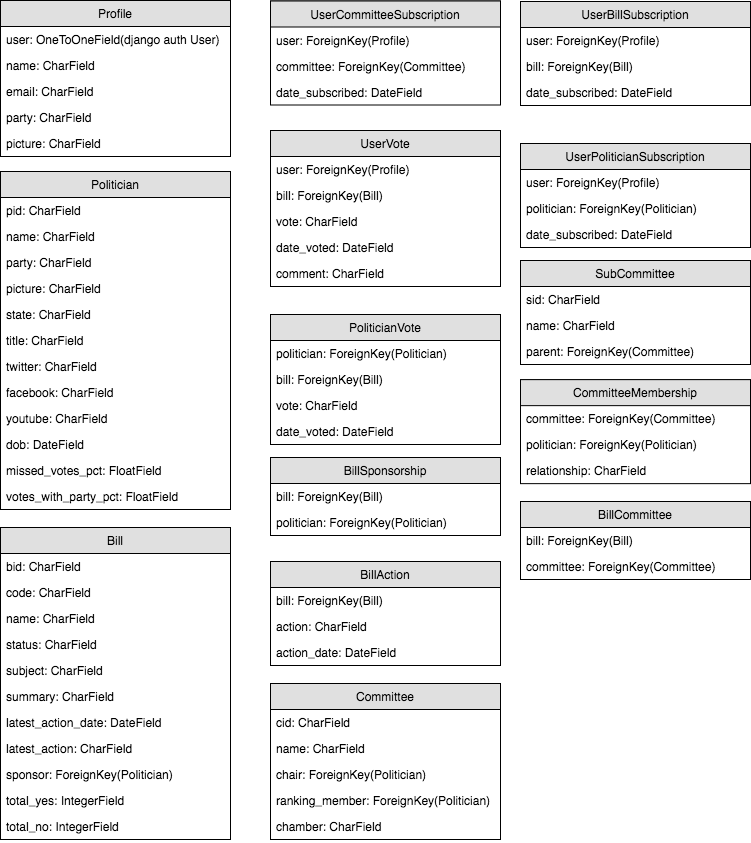 Profile
user: OneToOneField(django auth User)
name: CharField
email: CharField
party: CharField
picture: CharField
Politician
pid: CharField
name: CharField
party: CharField
picture: CharField
state: CharField
title: CharField
twitter: CharField
facebook: CharField
youtube: CharField
dob: DateField
missed_votes_pct: FloatField
votes_with_party_pct: FloatField
Bill
bid: CharField
code: CharField
name: CharField
status: CharField
subject: CharField
summary: CharField
latest_action_date: DateField
latest_action: CharField
sponsor: ForeignKey(Politician)
total_yes: IntegerField
total_no: IntegerField
UserCommitteeSubscription
user: ForeignKey(Profile)
committee: ForeignKey(Committee)
date_subscribed: DateField
UserVote
user: ForeignKey(Profile)
bill: ForeignKey(Bill)
vote: CharField
date_voted: DateField
comment: CharField
PoliticianVote
politician: ForeignKey(Politician)
bill: ForeignKey(Bill)
vote: CharField
date_voted: DateField
BillSponsorship
bill: ForeignKey(Bill)
politician: ForeignKey(Politician)
BillAction
bill: ForeignKey(Bill)
action: CharField
action_date: DateField
Committee
cid: CharField
name: CharField
chair: ForeignKey(Politician)
ranking_member: ForeignKey(Politician)
chamber: CharField
UserBillSubscription
user: ForeignKey(Profile)
bill: ForeignKey(Bill)
date_subscribed: DateField
UserPoliticianSubscription
user: ForeignKey(Profile)
politician: ForeignKey(Politician)
date_subscribed: DateField
SubCommittee
sid: CharField
name: CharField
parent: ForeignKey(Committee)
CommitteeMembership
committee: ForeignKey(Committee)
politician: ForeignKey(Politician)
relationship: CharField
BillCommittee
bill: ForeignKey(Bill)
committee: ForeignKey(Committee)